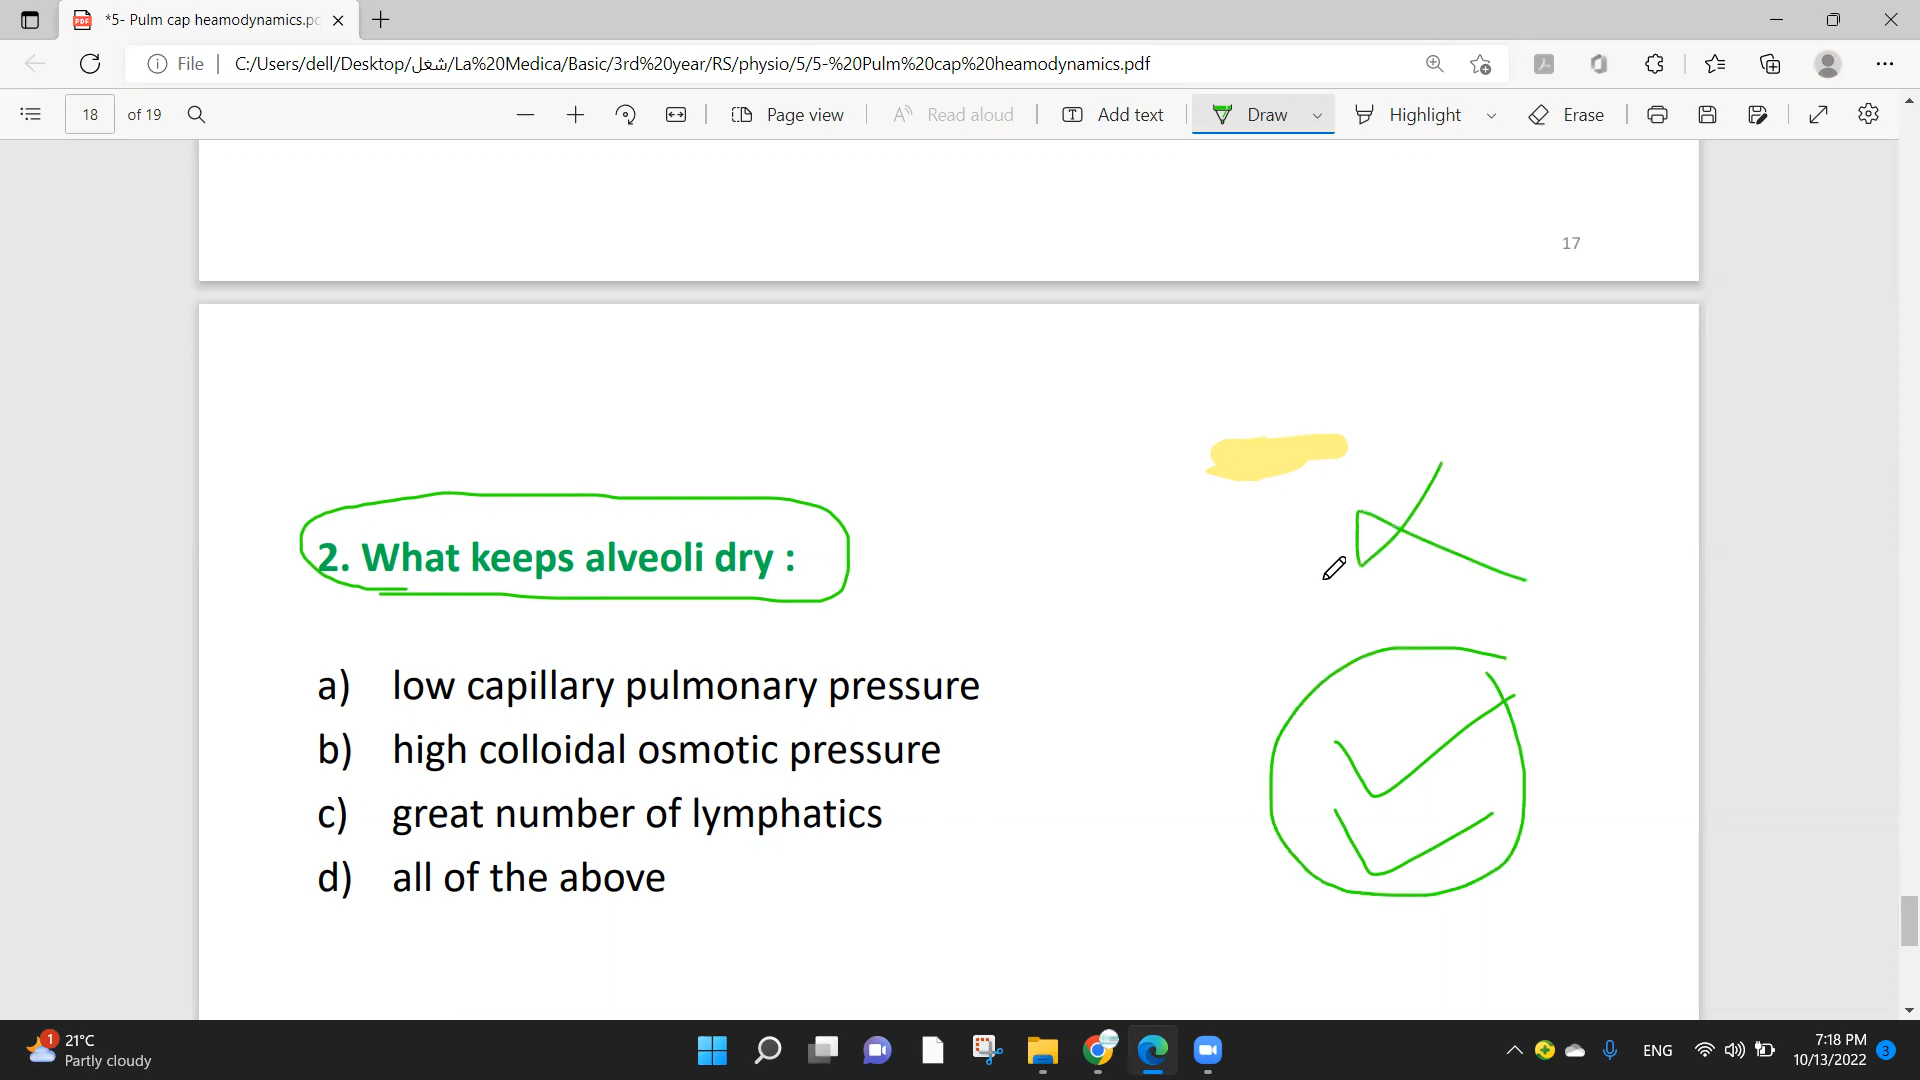 *5- Pulm cap heamodynamics.pd
File
C:/Users/dell/Desktop/شغل/La%20Medica/Basic/3rd%20year/RS/physio/5/5-%20Pulm%20cap%20heamodynamics.pdf
18 of 19
Page view
Read aloud
Add text
Draw
Highlight
Erase
17
2. What keeps alveoli dry :
a) low capillary pulmonary pressure
b) high colloidal osmotic pressure
c) great number of lymphatics
d) all of the above
1
21°C
Partly cloudy
ENG
7:18 PM
10/13/2022
3